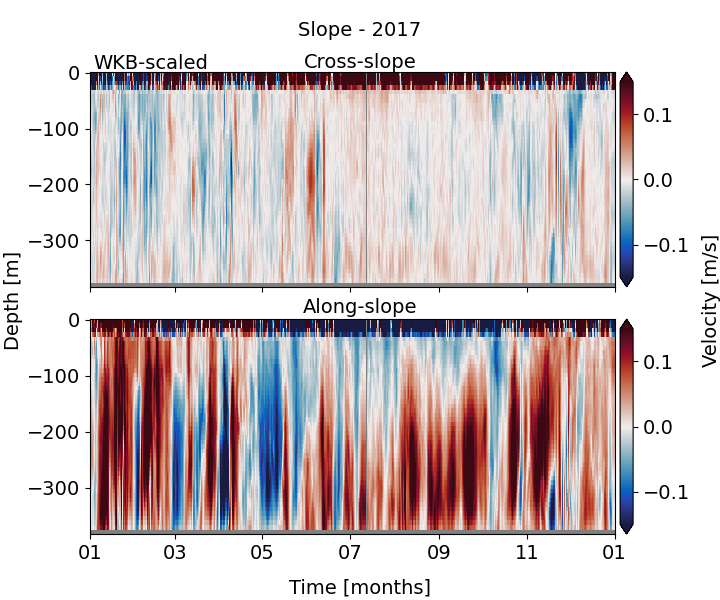 Slope - 2017
WKB-scaled
Cross-slope
0
−100
−200
−300
0.1
0.0
−0.1
Along-slope
0
−100
−200
−300
0.1
0.0
−0.1
Depth [m]
Velocity [m/s]
01 03 05 07 09 11 01
Time [months]